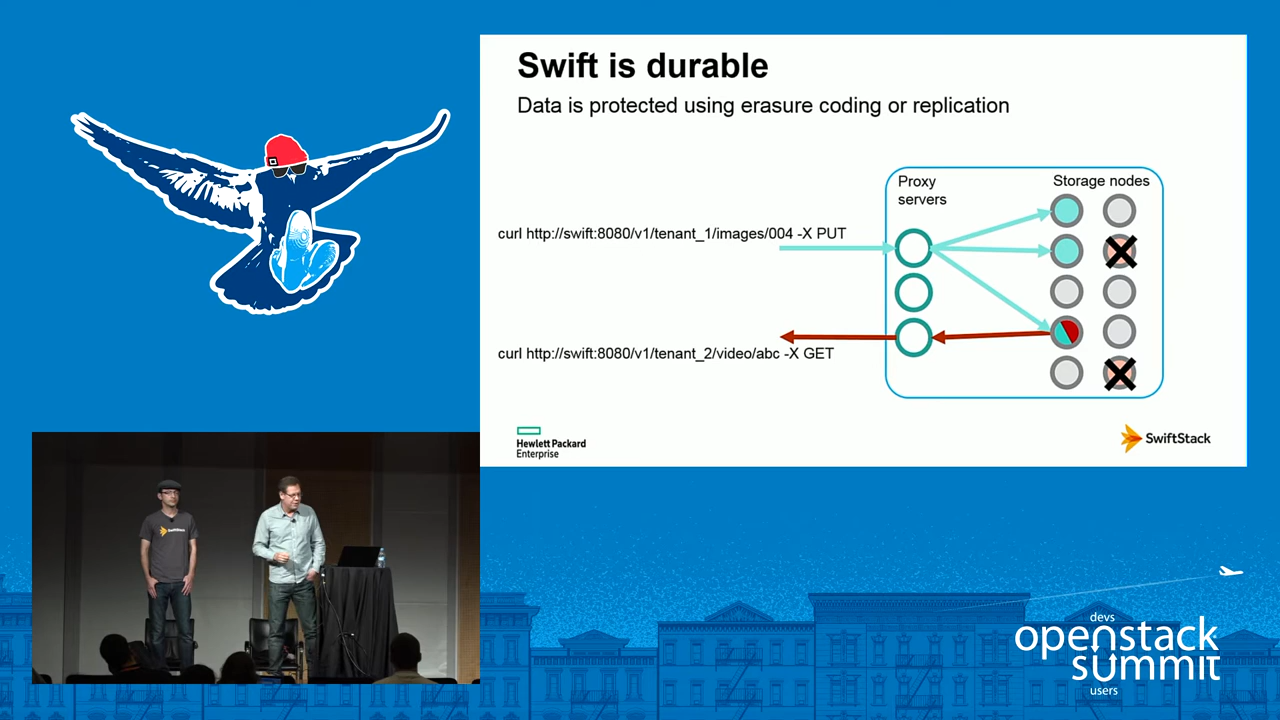 Swift is durable
Data is protected using erasure coding or replication
Proxy
servers
Storage nodes
curl http://swift:8080/v1/tenant_1/images/004 -X PUT
curl http://swift:8080/v1/tenant_2/video/abc -X GET
Hewlett Packard
Enterprise
SwiftStack
SwiftStack
devs
openstack
summit
users